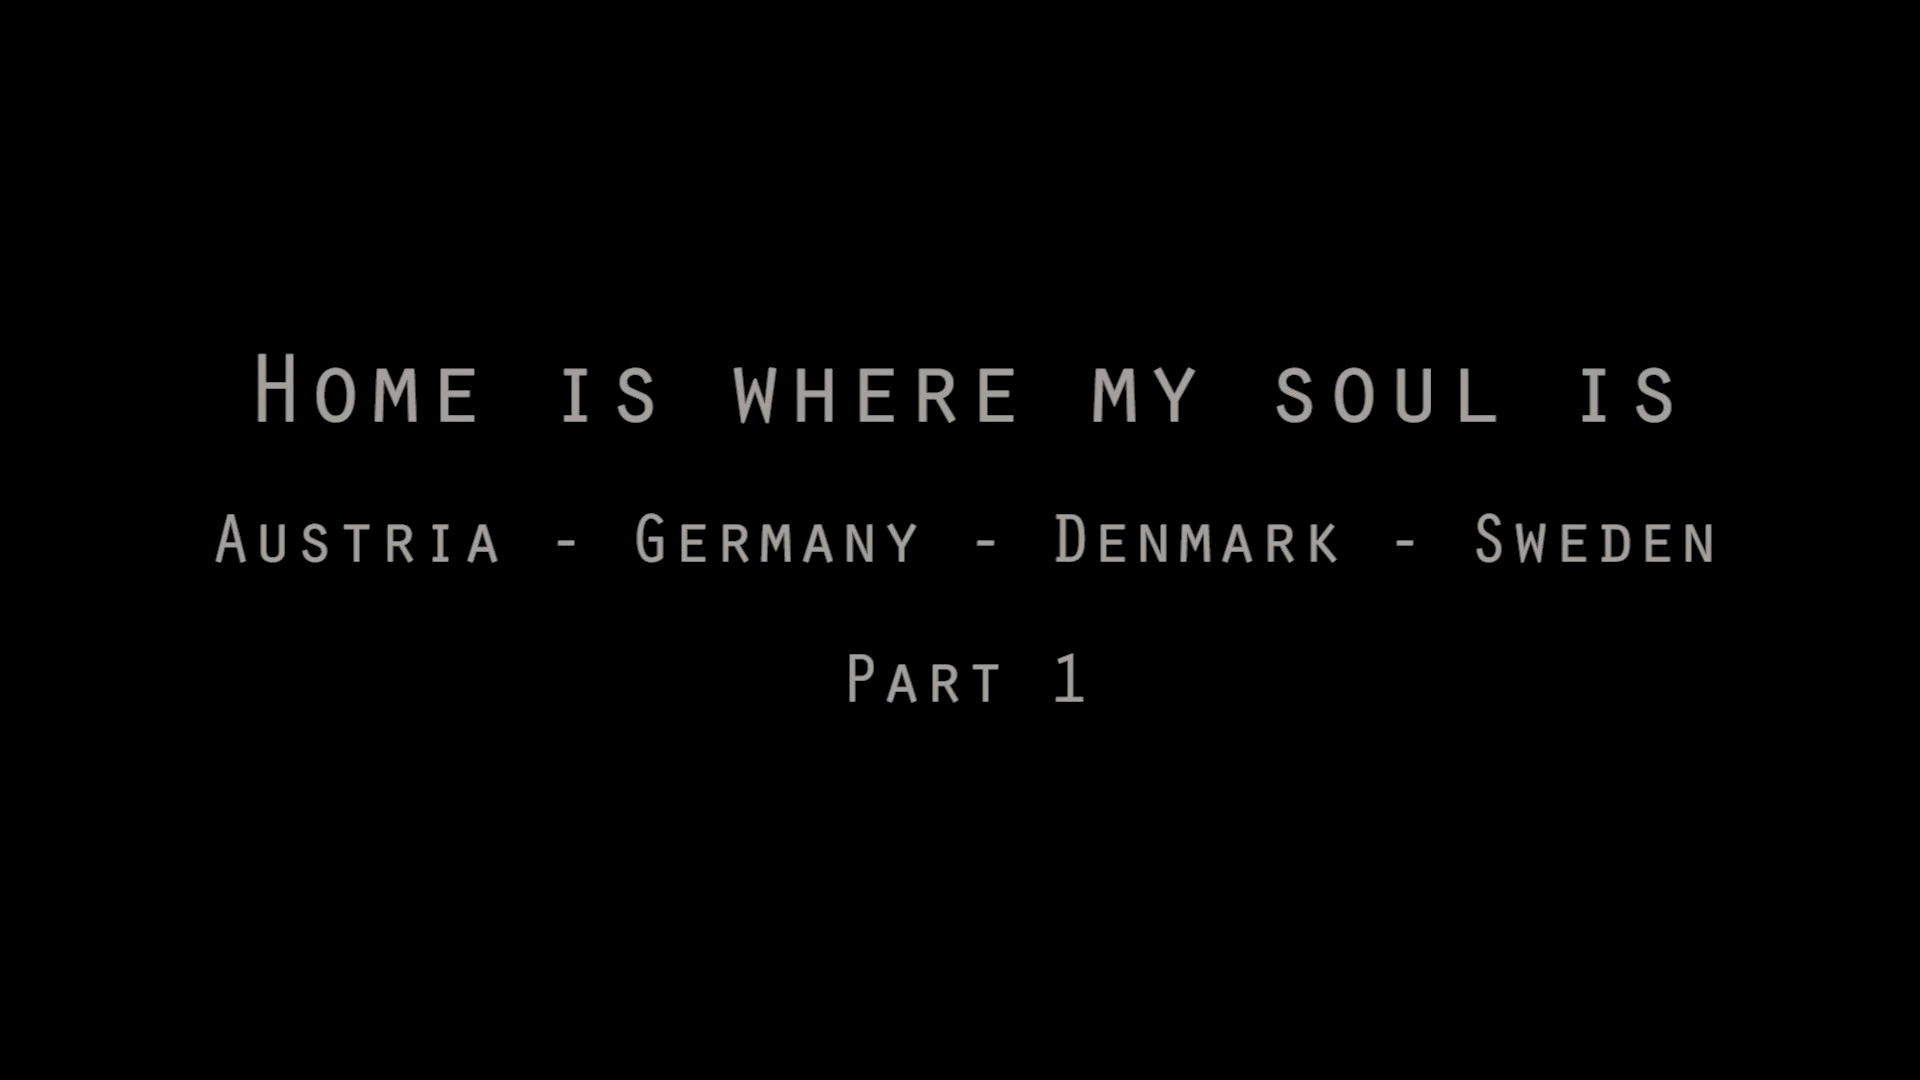 Home is where my soul is
Austria - Germany - Denmark - Sweden
Part 1